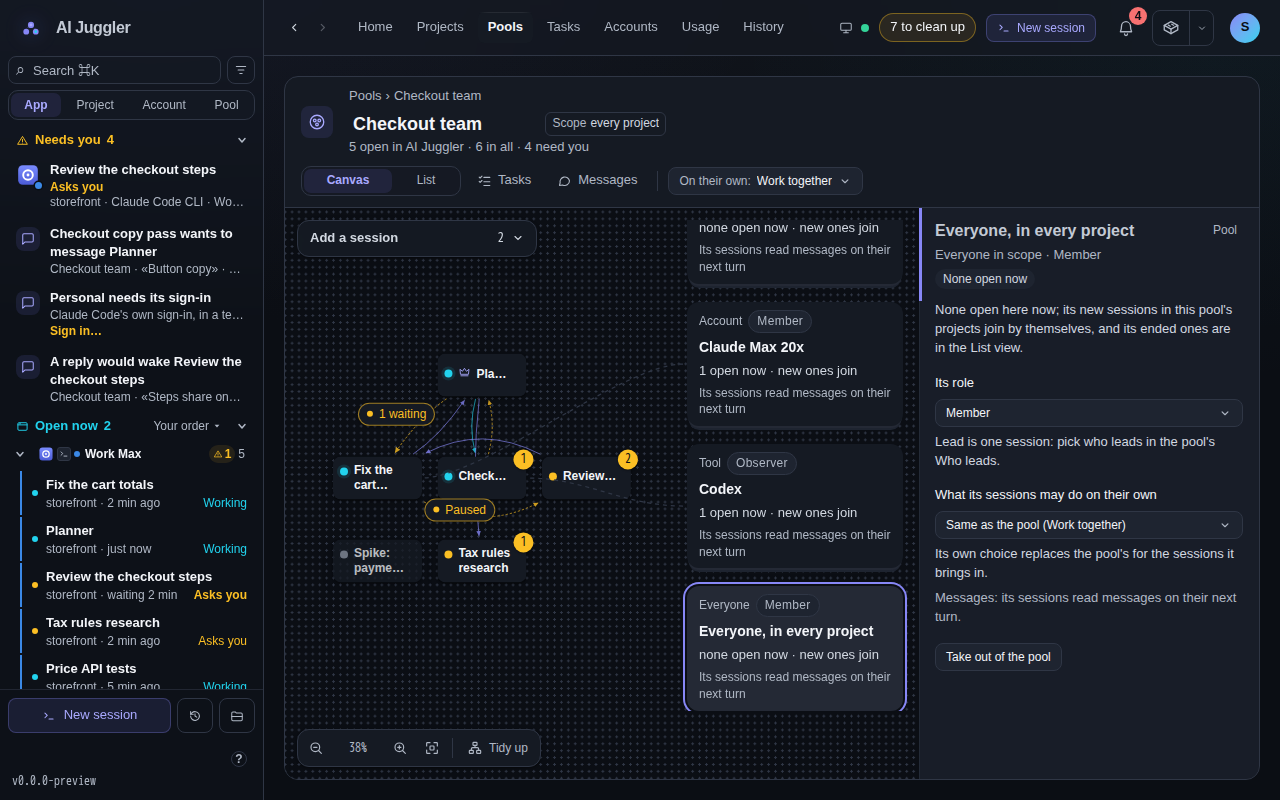 AI Juggler
Search ⌘K
App Project Account Pool
Needs you 4
Review the checkout steps
Asks you
storefront · Claude Code CLI · Wo…
Checkout copy pass wants to
message Planner
Checkout team · «Button copy» · …
Personal needs its sign-in
Claude Code's own sign-in, in a te…
Sign in…
A reply would wake Review the
checkout steps
Checkout team · «Steps share on…
Open now 2 Your order
Work Max 1 5
Fix the cart totals
storefront · 2 min ago Working
Planner
storefront · just now Working
Review the checkout steps
storefront · waiting 2 min Asks you
Tax rules research
storefront · 2 min ago Asks you
Price API tests
storefront · 5 min ago Working
New session
?
v0.0.0-preview
Home Projects Pools Tasks Accounts Usage History
7 to clean up
New session
4
S
Pools › Checkout team
Checkout team
Scope every project
5 open in AI Juggler · 6 in all · 4 need you
Canvas List Tasks Messages
On their own: Work together
Add a session 2
Pla…
1 waiting
Fix the
cart…
Check…
1
Review…
2
Paused
Spike:
payme…
Tax rules
research
1
none open now · new ones join
Its sessions read messages on their
next turn
Account Member
Claude Max 20x
1 open now · new ones join
Its sessions read messages on their
next turn
Tool Observer
Codex
1 open now · new ones join
Its sessions read messages on their
next turn
Everyone Member
Everyone, in every project
none open now · new ones join
Its sessions read messages on their
next turn
38%
Tidy up
Everyone, in every project Pool
Everyone in scope · Member
None open now
None open here now; its new sessions in this pool's
projects join by themselves, and its ended ones are
in the List view.
Its role
Member
Lead is one session: pick who leads in the pool's
Who leads.
What its sessions may do on their own
Same as the pool (Work together)
Its own choice replaces the pool's for the sessions it
brings in.
Messages: its sessions read messages on their next
turn.
Take out of the pool